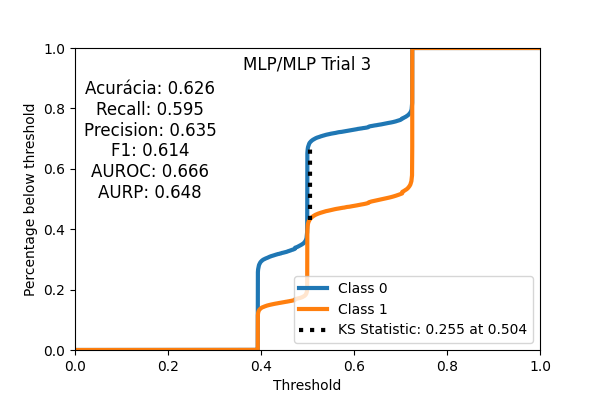 MLP/MLP Trial 3
Acurácia: 0.626
Recall: 0.595
Precision: 0.635
F1: 0.614
AUROC: 0.666
AURP: 0.648
Percentage below threshold
1.0
0.8
0.6
0.4
0.2
0.0
Class 0
Class 1
KS Statistic: 0.255 at 0.504
0.0 0.2 0.4 0.6 0.8 1.0
Threshold